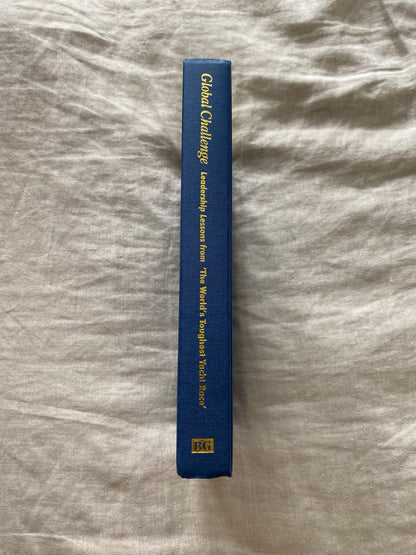 Global Challenge
Leadership Lessons from 'The World's Toughest Yacht Race'
BG